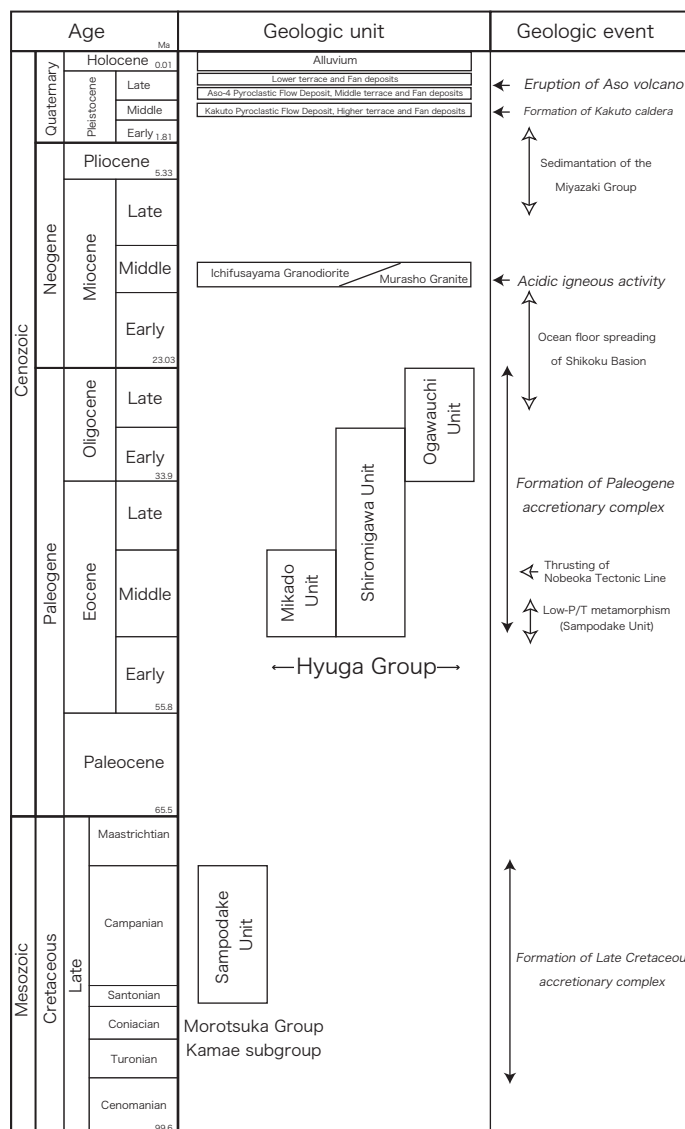 Age
Ma
Geologic unit
Geologic event
Cenozoic
Mesozoic
Quaternary
Neogene
Paleogene
Cretaceous
Holocene 0.01
Pleistocene
Late
Middle
Early 1.81
Pliocene
5.33
Miocene
Late
Middle
Early
23.03
Oligocene
Late
Early
33.9
Eocene
Late
Middle
Early
55.8
Paleocene
65.5
Late
Maastrichtian
Campanian
Santonian
Coniacian
Turonian
Cenomanian
99.6
Alluvium
Lower terrace and Fan deposits
Aso-4 Pyroclastic Flow Deposit, Middle terrace and Fan deposits
Kakuto Pyroclastic Flow Deposit, Higher terrace and Fan deposits
Ichifusayama Granodiorite
Murasho Granite
Ogawauchi
Unit
Shiromigawa Unit
Mikado
Unit
←Hyuga Group→
Sampodake
Unit
Morotsuka Group
Kamae subgroup
Eruption of Aso volcano
Formation of Kakuto caldera
Sedimantation of the
Miyazaki Group
Acidic igneous activity
Ocean floor spreading
of Shikoku Basion
Formation of Paleogene
accretionary complex
Thrusting of
Nobeoka Tectonic Line
Low-P/T metamorphism
(Sampodake Unit)
Formation of Late Cretaceous
accretionary complex